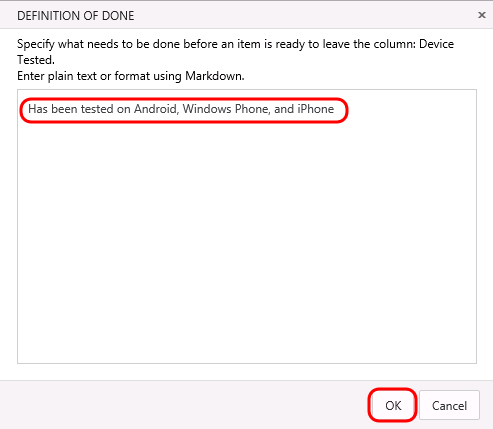 DEFINITION OF DONE
×
Specify what needs to be done before an item is ready to leave the column: Device
Tested.
Enter plain text or format using Markdown.
Has been tested on Android, Windows Phone, and iPhone
OK
Cancel